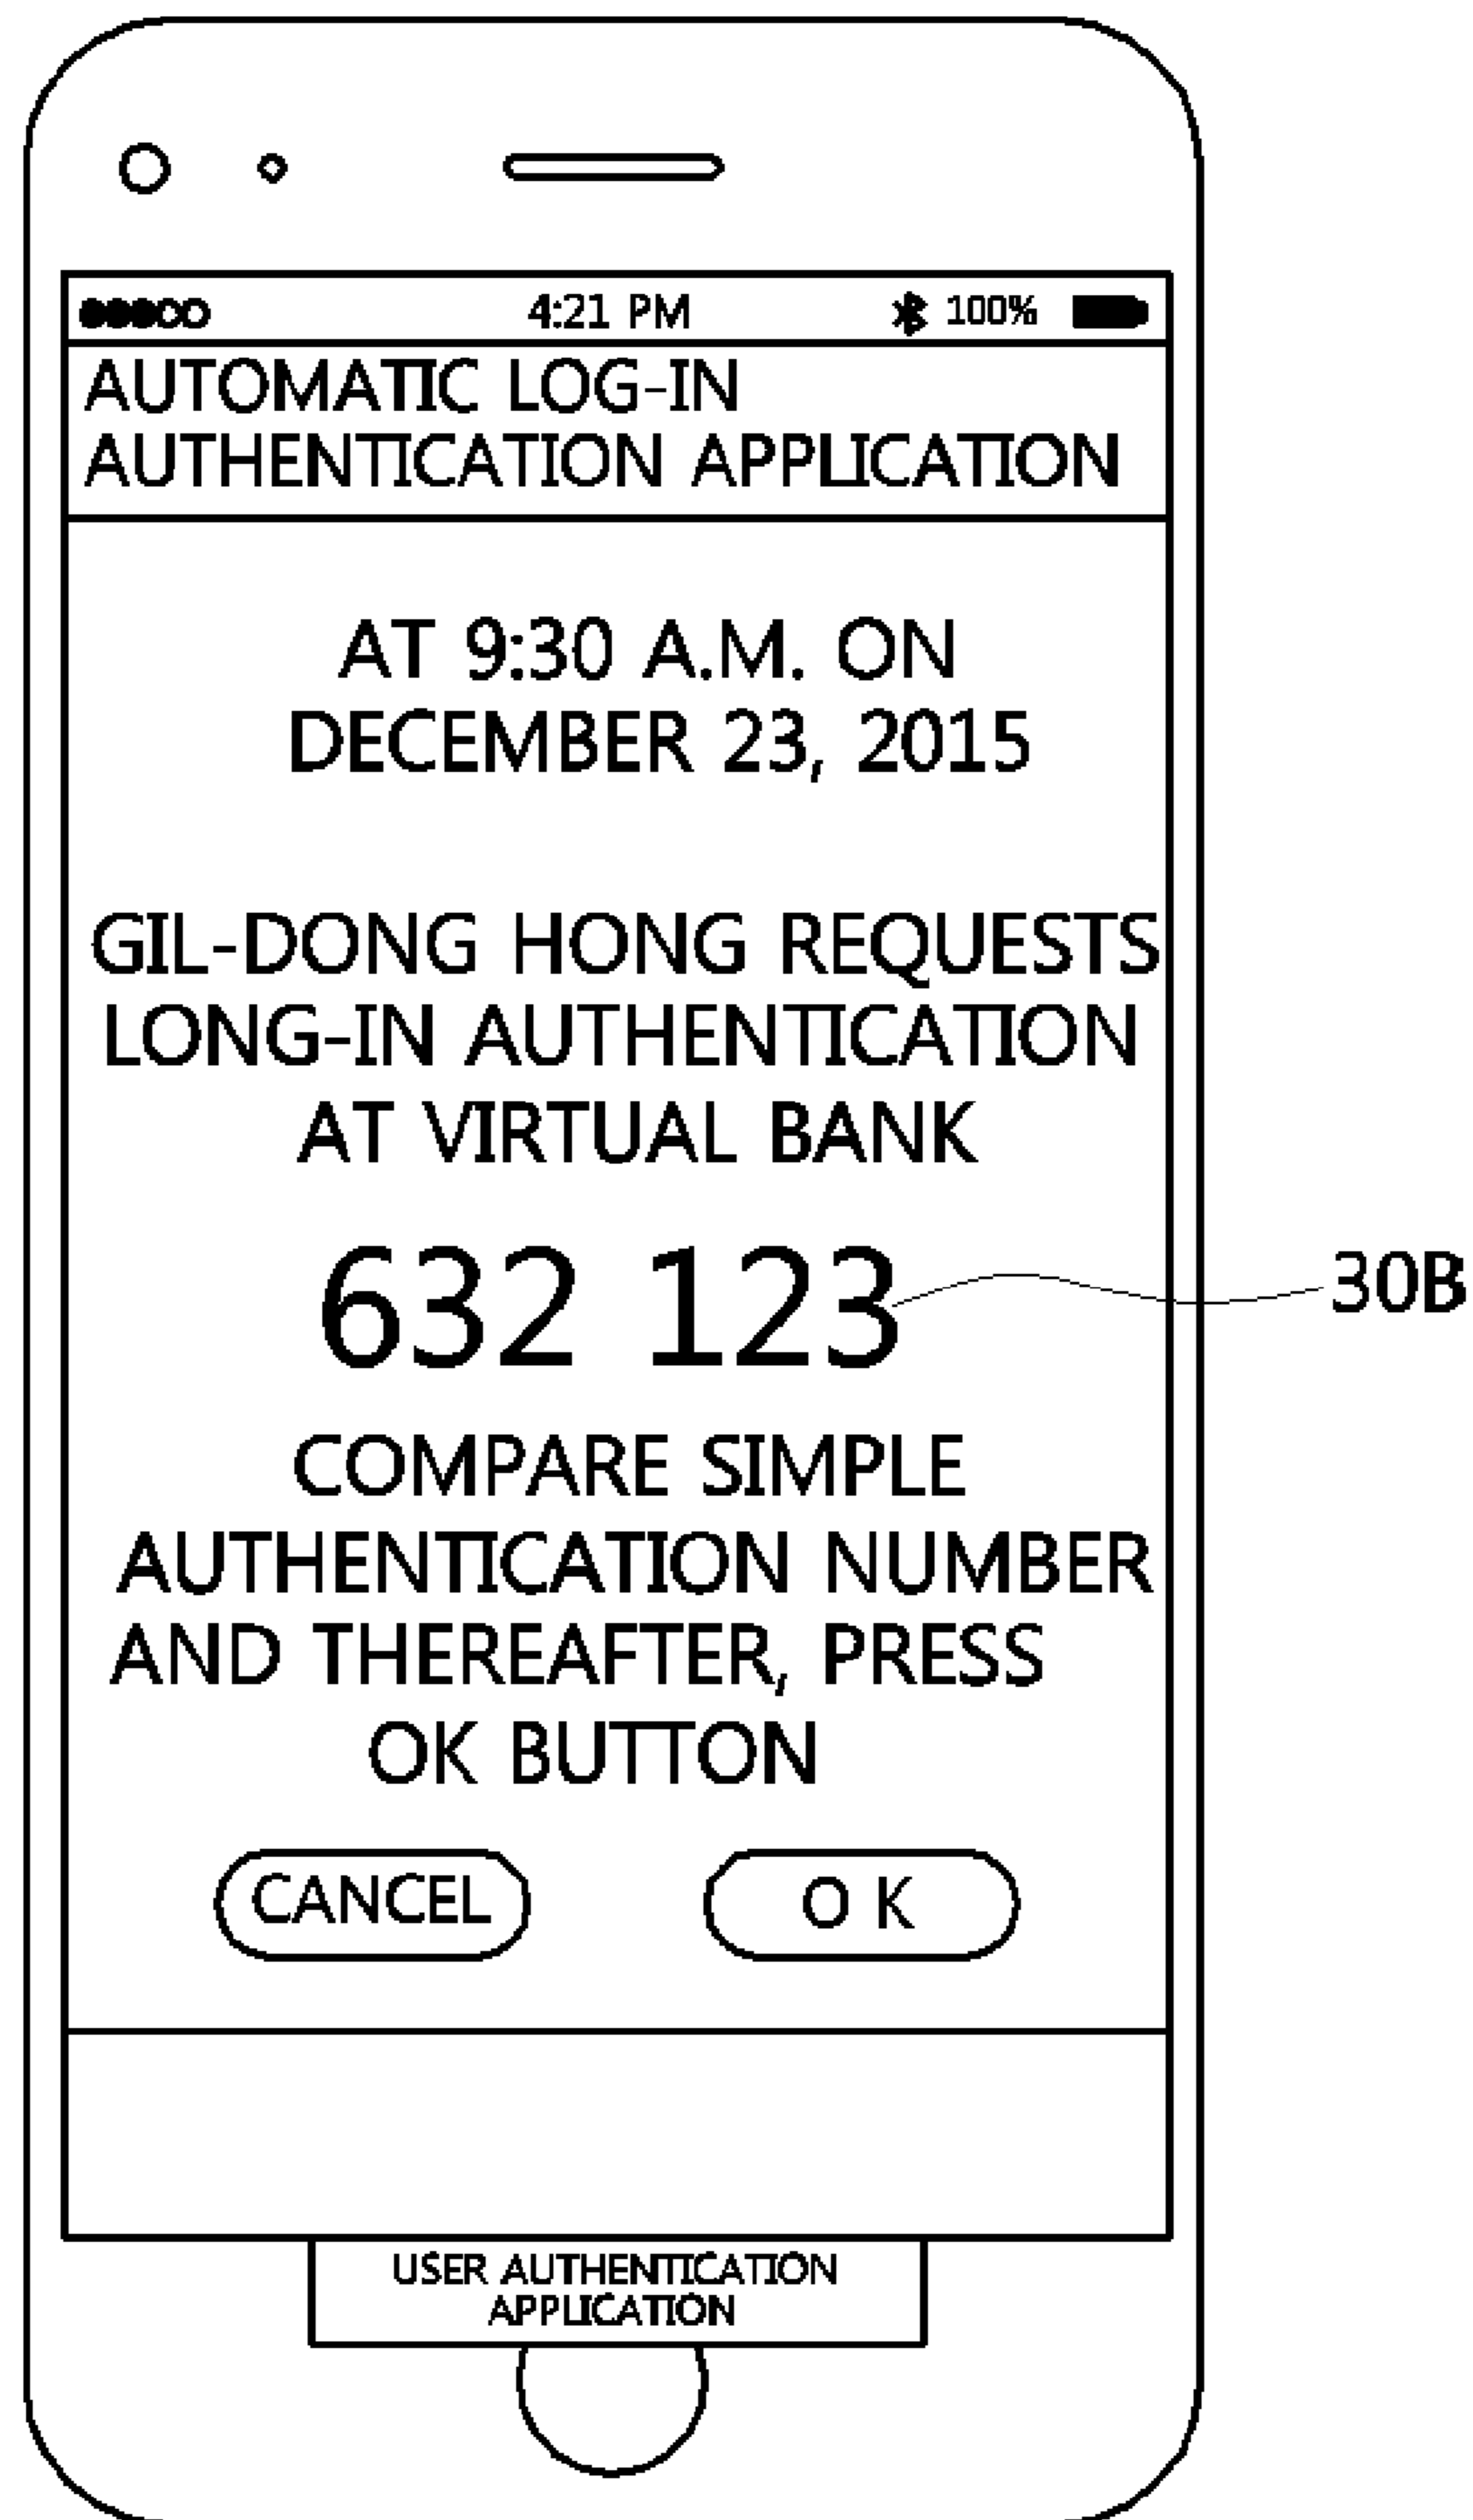 4:21 PM 100%
AUTOMATIC LOG-IN
AUTHENTICATION APPLICATION
AT 9:30 A.M. ON
DECEMBER 23, 2015
GIL-DONG HONG REQUESTS
LONG-IN AUTHENTICATION
AT VIRTUAL BANK
632 123
30B
COMPARE SIMPLE
AUTHENTICATION NUMBER
AND THEREAFTER, PRESS
OK BUTTON
CANCEL OK
USER AUTHENTICATION
APPLICATION